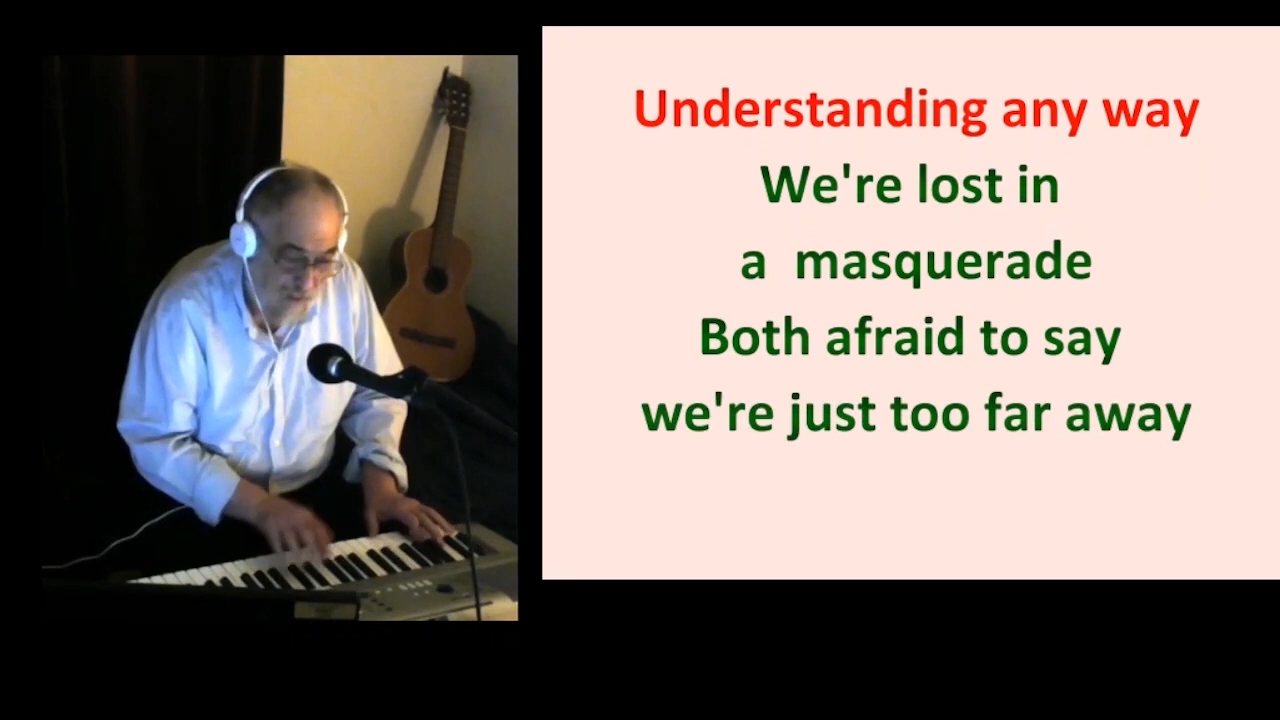 Understanding any way
We're lost in
a  masquerade
Both afraid to say
we're just too far away